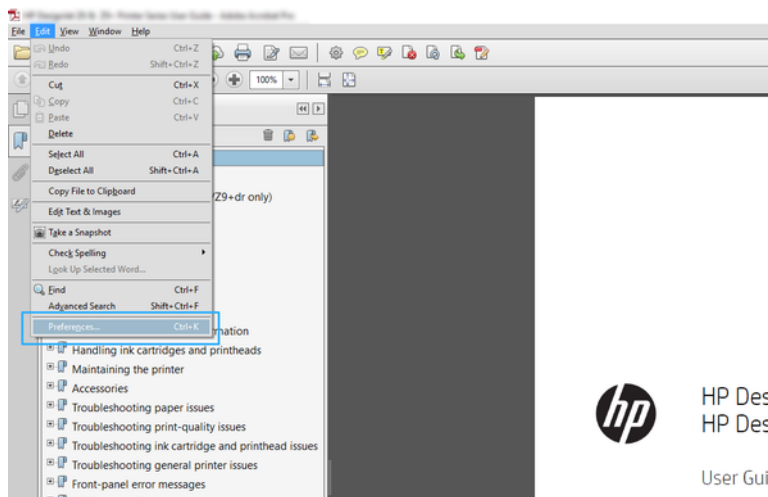 File Edit View Window Help
Undo Ctrl+Z
Redo Shift+Ctrl+Z
Cut Ctrl+X
Copy Ctrl+C
Paste Ctrl+V
Delete
Select All Ctrl+A
Deselect All Shift+Ctrl+A
Copy File to Clipboard
Edit Text & Images
Take a Snapshot
Check Spelling
Look Up Selected Word...
Find Ctrl+F
Advanced Search Shift+Ctrl+F
Preferences... Ctrl+K
100%
/Z9+dr only)
mation
Handling ink cartridges and printheads
Maintaining the printer
Accessories
Troubleshooting paper issues
Troubleshooting print-quality issues
Troubleshooting ink cartridge and printhead issues
Troubleshooting general printer issues
Front-panel error messages
hp
HP Des
HP Des
User Gui